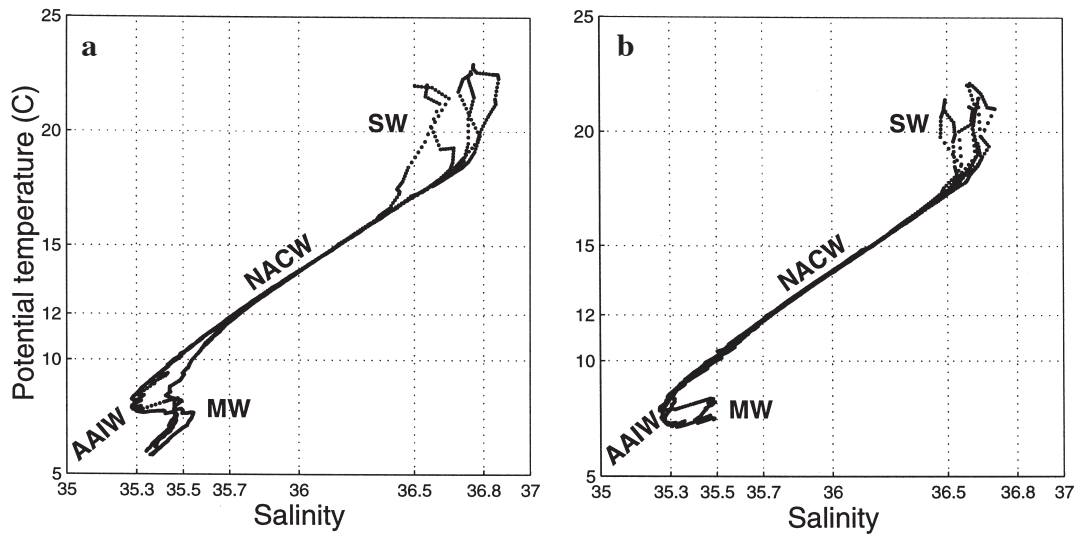 a
Potential temperature (C)
25
20
15
12
10
5
SW
NACW
AAIW
MW
35 35.3 35.5 35.7 36 36.5 36.8 37
Salinity
b
25
20
15
12
10
5
SW
NACW
AAIW
MW
35 35.3 35.5 35.7 36 36.5 36.8 37
Salinity